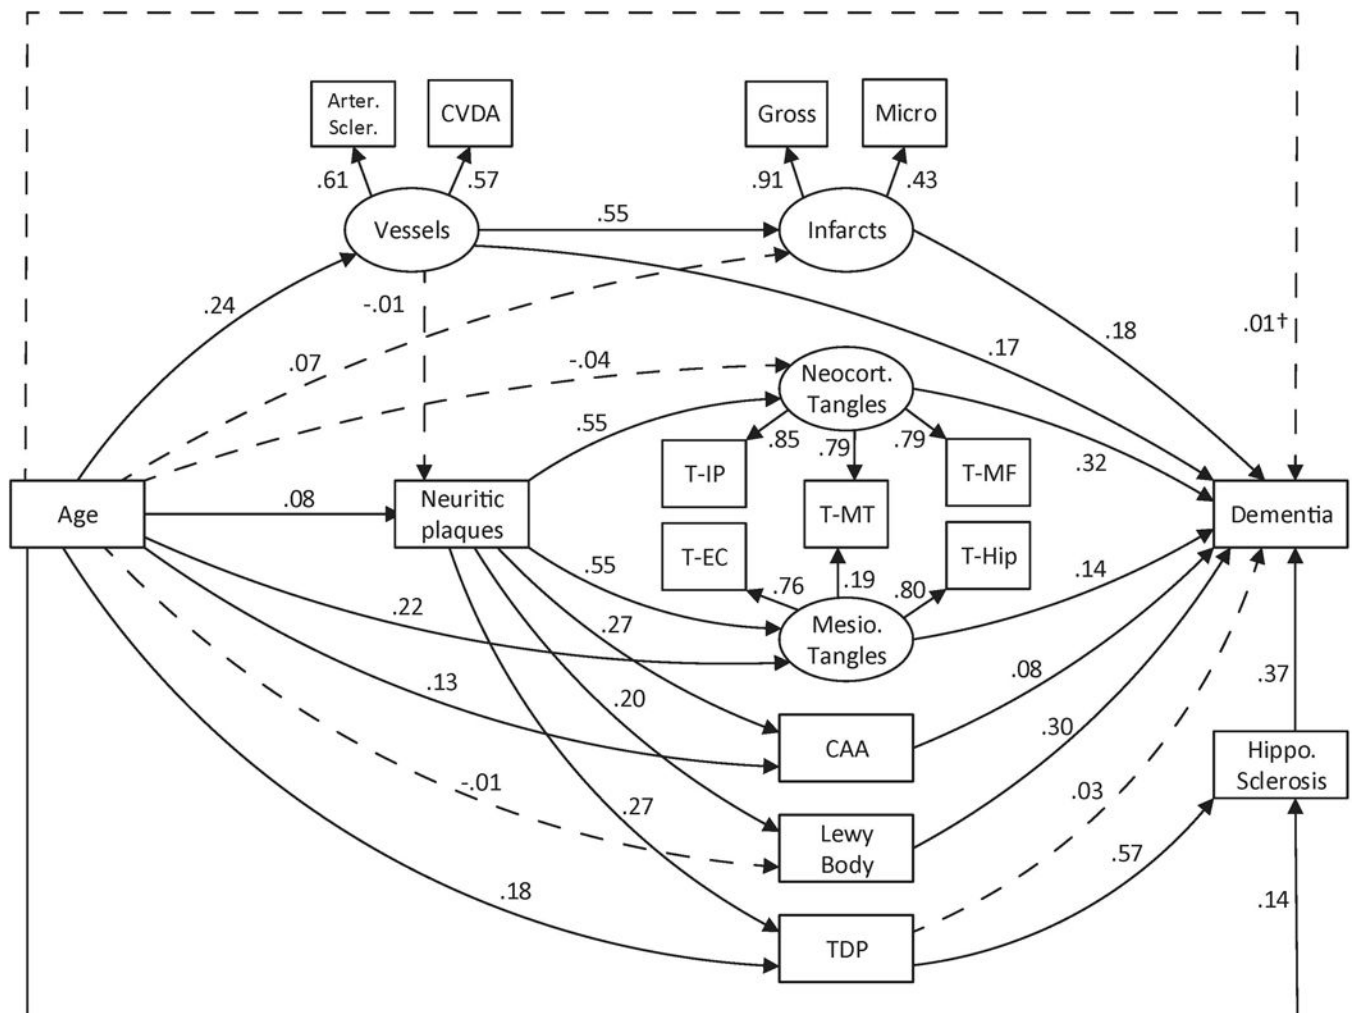 Arter.
Scler.
CVDA
Gross
Micro
.61
.57
.91
.43
Vessels
.55
Infarcts
.24
-.01
.07
-.04
.17
.18
.01†
Neocort.
Tangles
.55
.85
.79
.79
.32
T-IP
T-MF
Age
.08
Neuritic
plaques
T-MT
Dementia
T-EC
T-Hip
.55
.76
.19
.80
.14
.22
.27
Mesio.
Tangles
.13
.20
.08
.37
CAA
.30
Hippo.
Sclerosis
-.01
.27
.03
Lewy
Body
.57
.18
.14
TDP